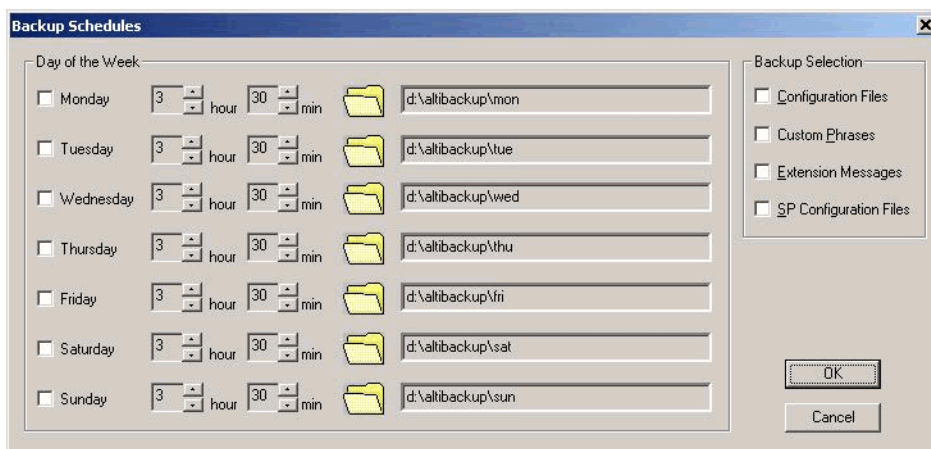 Backup Schedules
Day of the Week
Monday 3 hour 30 min d:\altibackup\mon
Tuesday 3 hour 30 min d:\altibackup\tue
Wednesday 3 hour 30 min d:\altibackup\wed
Thursday 3 hour 30 min d:\altibackup\thu
Friday 3 hour 30 min d:\altibackup\fri
Saturday 3 hour 30 min d:\altibackup\sat
Sunday 3 hour 30 min d:\altibackup\sun
Backup Selection
Configuration Files
Custom Phrases
Extension Messages
SP Configuration Files
OK
Cancel